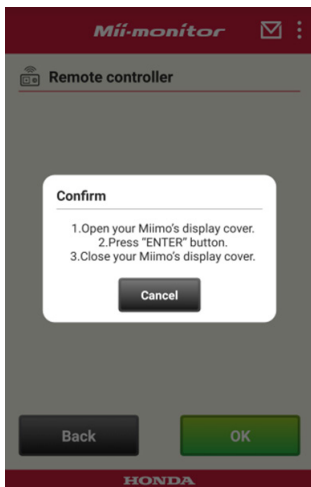 Mii-monitor
Remote controller
Confirm
1.Open your Miimo's display cover.
2.Press "ENTER" button.
3.Close your Miimo's display cover.
Cancel
Back
OK
HONDA